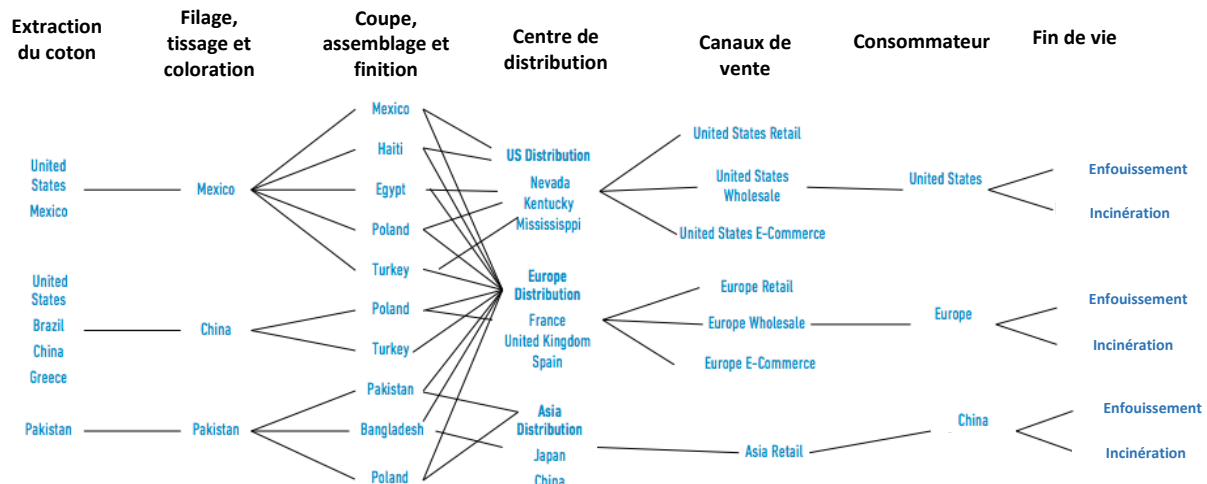 Extraction
du coton
Filage,
tissage et
coloration
Coupe,
assemblage et
finition
Centre de
distribution
Canaux de
vente
Consommateur
Fin de vie
United
States
Mexico
Mexico
Mexico
Haiti
Egypt
Poland
Turkey
US Distribution
Nevada
Kentucky
Mississisppi
United States Retail
United States
Wholesale
United States E-Commerce
United States
Enfouissement
Incinération
United
States
Brazil
China
Greece
China
Poland
Turkey
Europe
Distribution
France
United Kingdom
Spain
Europe Retail
Europe Wholesale
Europe E-Commerce
Europe
Enfouissement
Incinération
Pakistan
Pakistan
Pakistan
Bangladesh
Poland
Asia
Distribution
Japan
China
Asia Retail
China
Enfouissement
Incinération